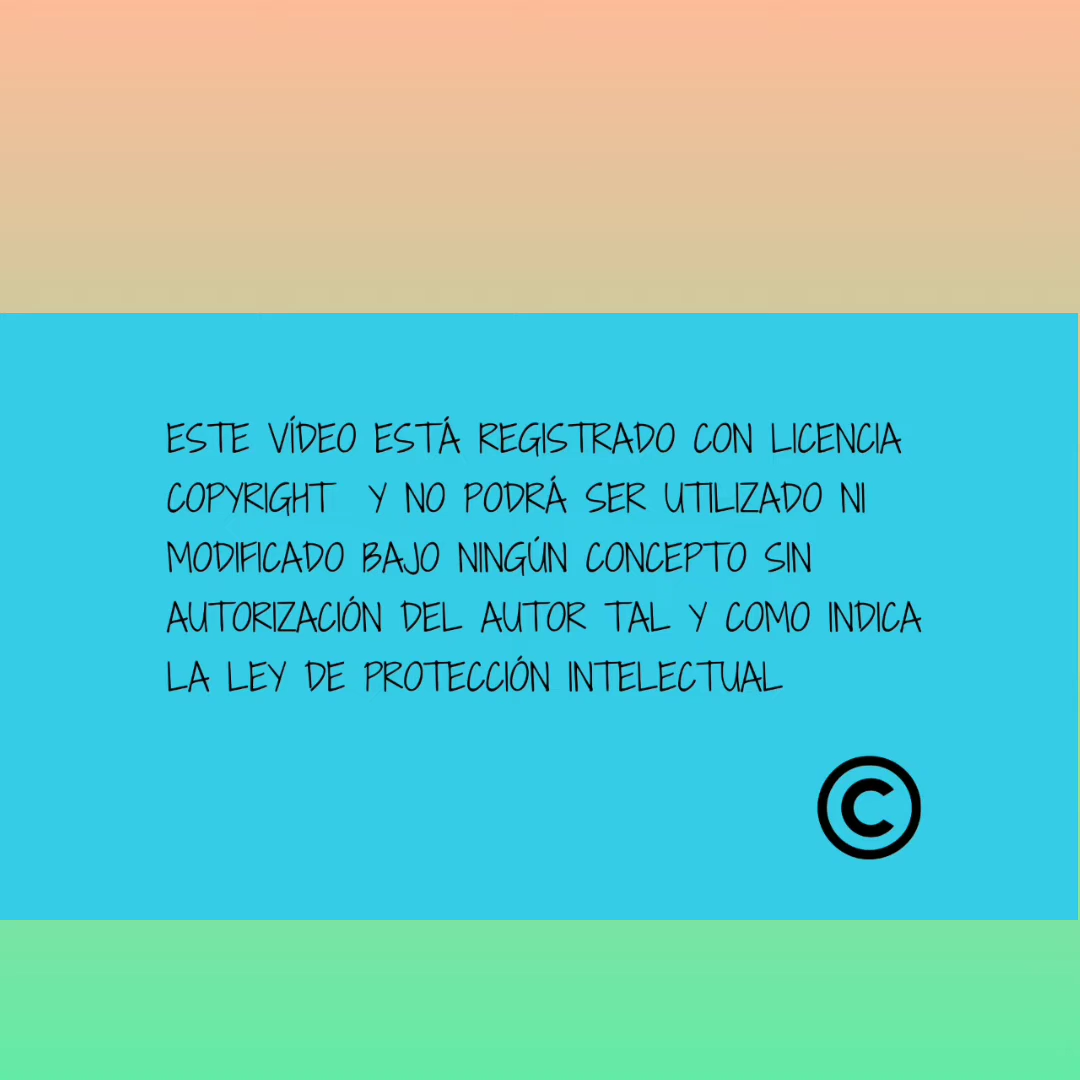 ESTE VÍDEO ESTÁ REGISTRADO CON LICENCIA
COPYRIGHT Y NO PODRÁ SER UTILIZADO NI
MODIFICADO BAJO NINGÚN CONCEPTO SIN
AUTORIZACIÓN DEL AUTOR TAL Y COMO INDICA
LA LEY DE PROTECCIÓN INTELECTUAL
©